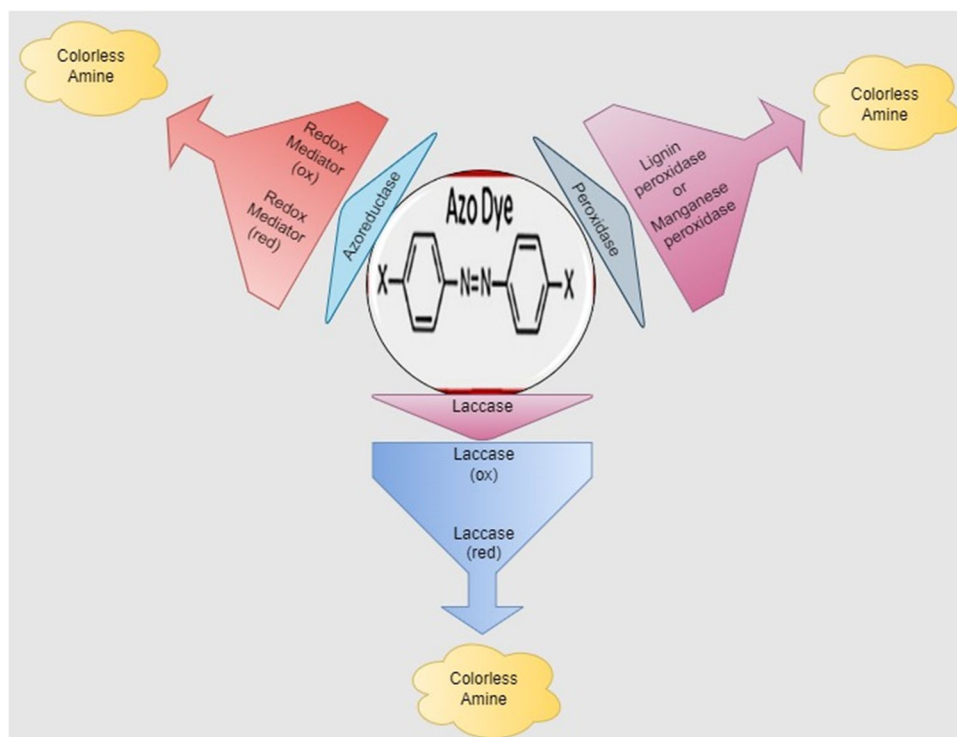 Colorless
Amine
Colorless
Amine
Redox
Mediator
(ox)
Redox
Mediator
(red)
Azoreductase
Azo Dye
X
N=N
X
Peroxidase
Lignin
peroxidase
or
Manganese
peroxidase
Laccase
Laccase
(ox)
Laccase
(red)
Colorless
Amine